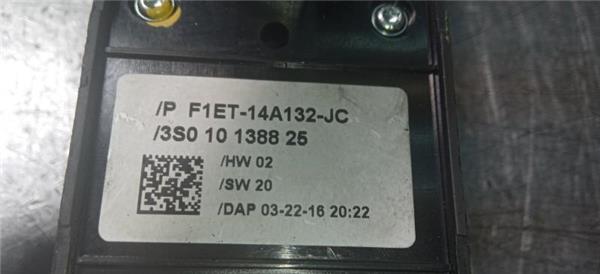 /P F1ET-14A132-JC
/3S0 10 1388 25
/HW 02
/SW 20
/DAP 03-22-16 20:22